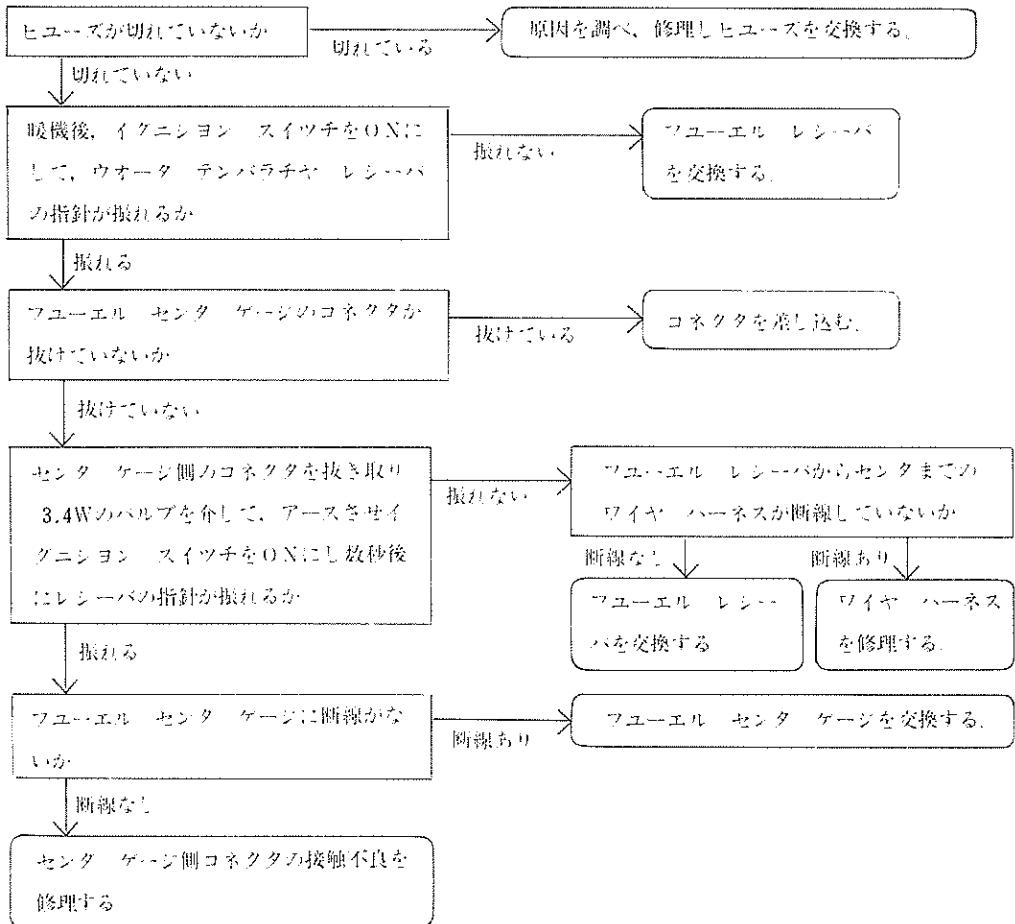 ヒユーズが切れていないか
切れている
原因を調べ、修理しヒユーズを交換する。
切れていない
暖機後，イグニシヨン　スイツチをＯＮに
して，ウオータ　テンパラチヤ　レシーバ
の指針が振れるか
振れない
フユーエル　レシーバ
を交換する。
振れる
フユーエル　センダ　ゲージのコネクタが
抜けていないか
抜けている
コネクタを差し込む。
抜けていない
センダ　ゲージ側のコネクタを抜き取り
3.4Wのバルブを介して，アースさせイ
グニシヨン　スイツチをＯＮにし数秒後
にレシーバの指針が振れるか
振れない
フユーエル　レシーバからセンダまでの
ワイヤ　ハーネスが断線していないか
断線なし
断線あり
フユーエル　レシー
バを交換する
ワイヤ　ハーネス
を修理する。
振れる
フユーエル　センダ　ゲージに断線がな
いか
断線あり
フユーエル　センダ　ゲージを交換する。
断線なし
センダ　ゲージ側コネクタの接触不良を
修理する